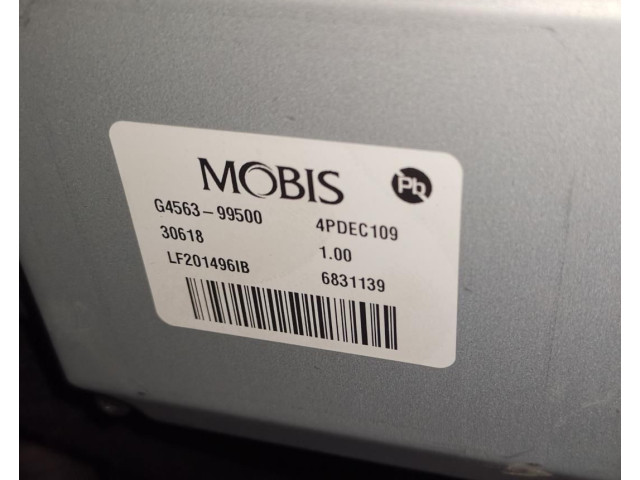 MOBIS Pb
G4563-99500 4PDEC109
30618 1.00
LF201496IB 6831139